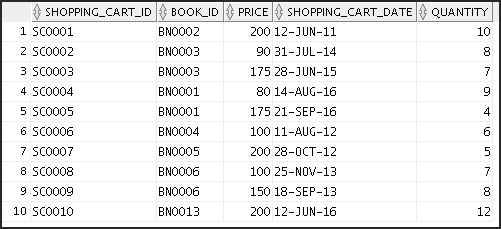 SHOPPING_CART_ID BOOK_ID PRICE SHOPPING_CART_DATE QUANTITY
1 SC0001 BN0002 200 12-JUN-11 10
2 SC0002 BN0003 90 31-JUL-14 8
3 SC0003 BN0003 175 28-JUN-15 7
4 SC0004 BN0001 80 14-AUG-16 9
5 SC0005 BN0001 175 21-SEP-16 4
6 SC0006 BN0004 100 11-AUG-12 6
7 SC0007 BN0005 200 28-OCT-12 5
8 SC0008 BN0006 100 25-NOV-13 7
9 SC0009 BN0006 150 18-SEP-13 8
10 SC0010 BN0013 200 12-JUN-16 12